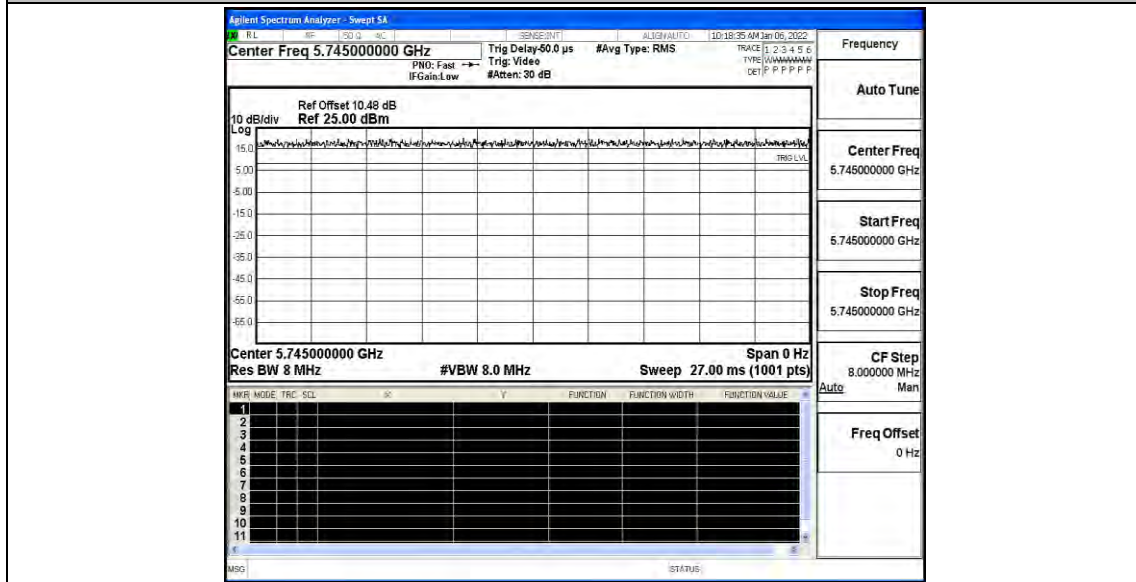 Agilent Spectrum Analyzer - Swept SA
RL RF 50 Ω AC SENSE:INT ALIGNAUTO 10:18:35 AM Jan 06, 2022
Center Freq 5.745000000 GHz
PNO: Fast
IFGain:Low
Trig Delay-50.0 µs
Trig: Video
#Atten: 30 dB
#Avg Type: RMS
TRACE 1 2 3 4 5 6
TYPE
DET P P P P P P
Ref Offset 10.48 dB
10 dB/div Ref 25.00 dBm
Log
15.0
TRIG LVL
5.00
-5.00
-15.0
-25.0
-35.0
-45.0
-55.0
-65.0
Center 5.745000000 GHz Span 0 Hz
Res BW 8 MHz #VBW 8.0 MHz Sweep 27.00 ms (1001 pts)
MKR MODE TRC SCL X Y FUNCTION FUNCTION WIDTH FUNCTION VALUE
1
2
3
4
5
6
7
8
9
10
11
MSG STATUS
Frequency
Auto Tune
Center Freq
5.745000000 GHz
Start Freq
5.745000000 GHz
Stop Freq
5.745000000 GHz
CF Step
8.000000 MHz
Auto Man
Freq Offset
0 Hz